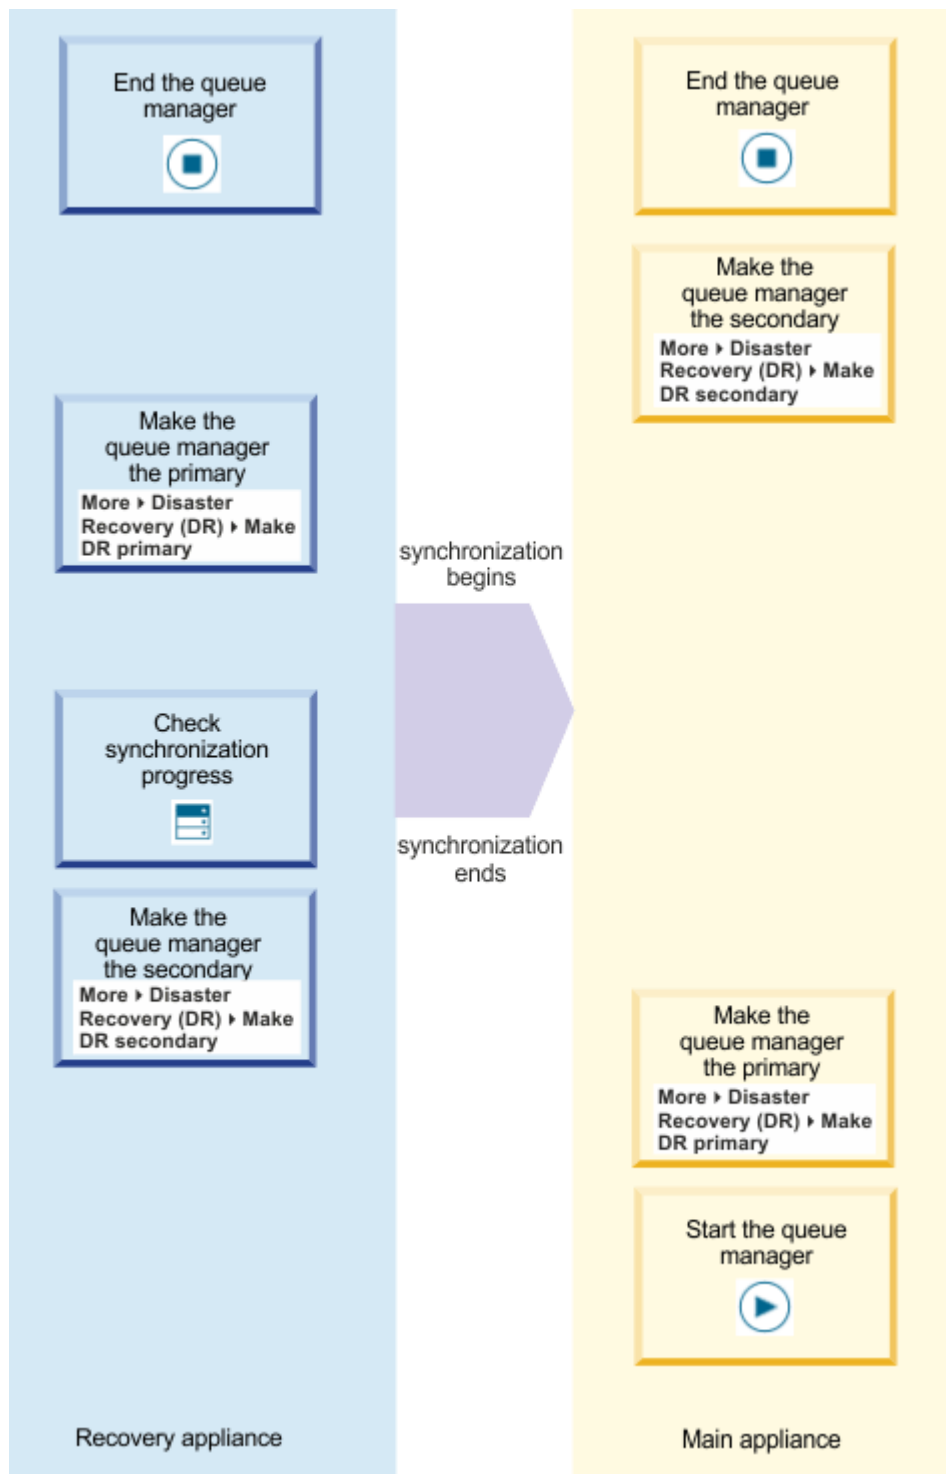 End the queue
manager
Make the
queue manager
the primary
More ▸ Disaster
Recovery (DR) ▸ Make
DR primary
Check
synchronization
progress
Make the
queue manager
the secondary
More ▸ Disaster
Recovery (DR) ▸ Make
DR secondary
Recovery appliance
synchronization
begins
synchronization
ends
End the queue
manager
Make the
queue manager
the secondary
More ▸ Disaster
Recovery (DR) ▸ Make
DR secondary
Make the
queue manager
the primary
More ▸ Disaster
Recovery (DR) ▸ Make
DR primary
Start the queue
manager
Main appliance